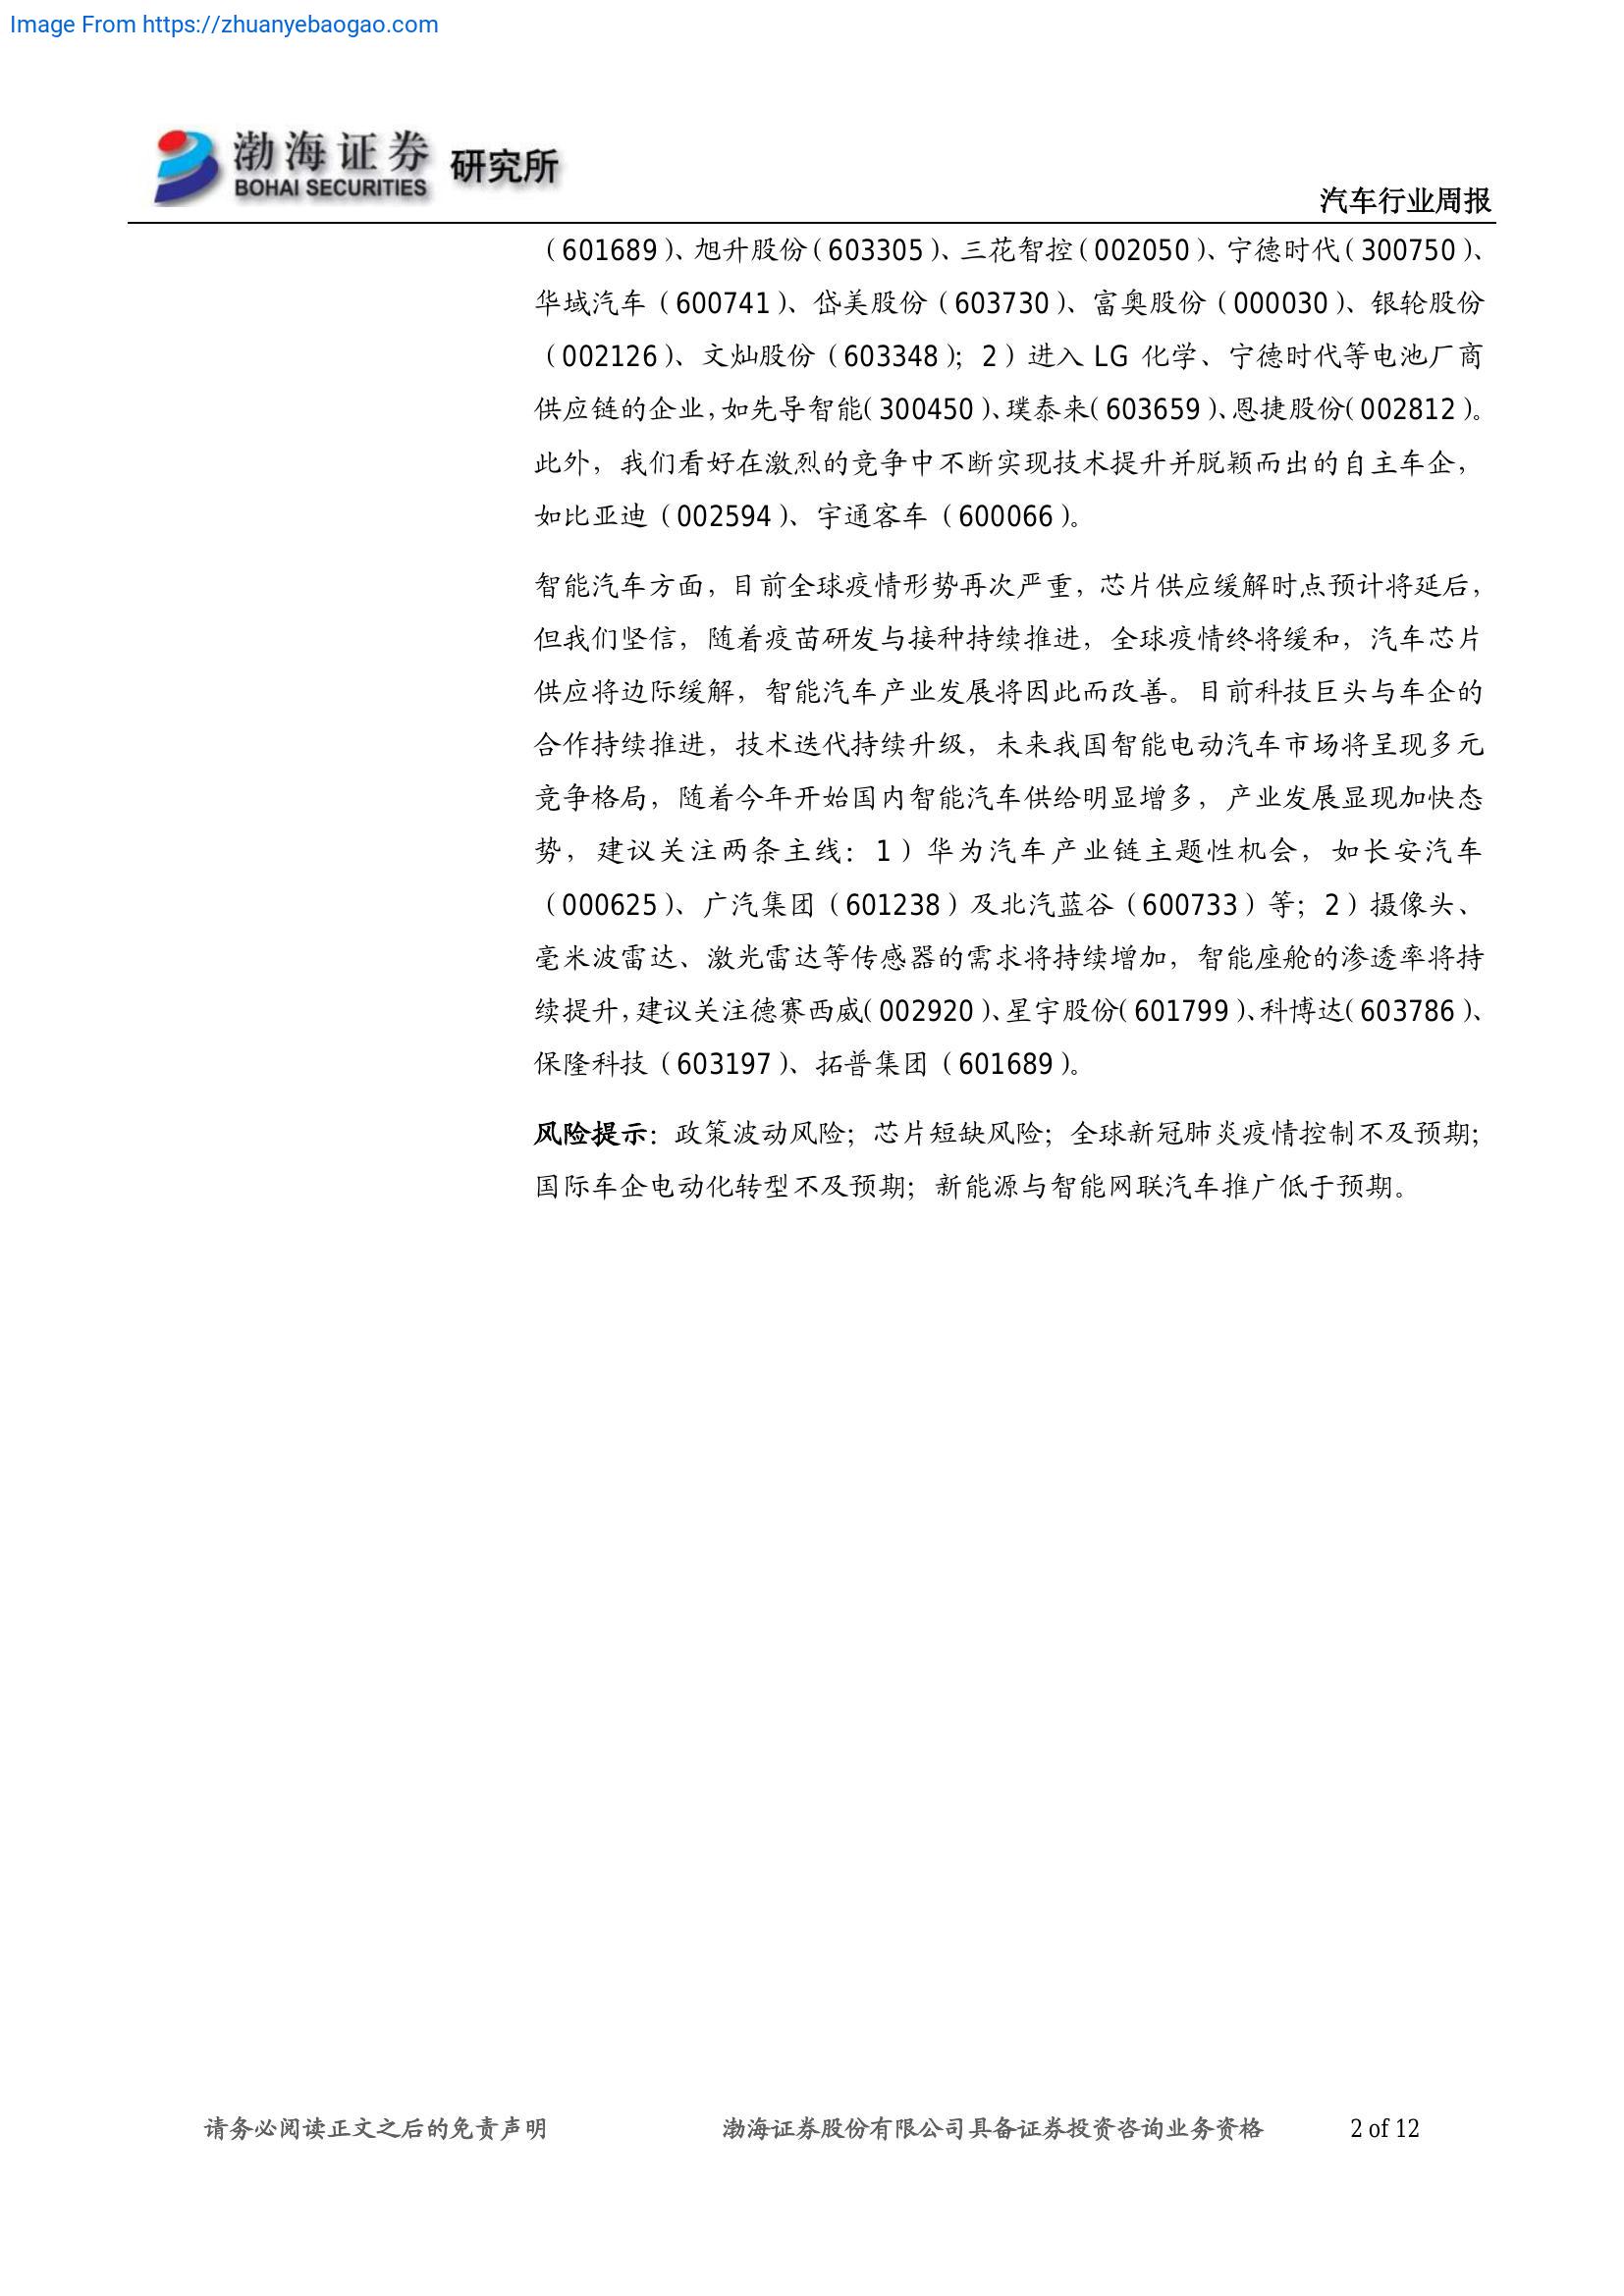 Image From https://zhuanyebaogao.com
渤海证券 研究所
BOHAI SECURITIES
汽车行业周报
（601689）、旭升股份（603305）、三花智控（002050）、宁德时代（300750）、
华域汽车（600741）、岱美股份（603730）、富奥股份（000030）、银轮股份
（002126）、文灿股份（603348）；2）进入 LG 化学、宁德时代等电池厂商
供应链的企业，如先导智能（300450）、璞泰来（603659）、恩捷股份（002812）。
此外，我们看好在激烈的竞争中不断实现技术提升并脱颖而出的自主车企，
如比亚迪（002594）、宇通客车（600066）。
智能汽车方面，目前全球疫情形势再次严重，芯片供应缓解时点预计将延后，
但我们坚信，随着疫苗研发与接种持续推进，全球疫情终将缓和，汽车芯片
供应将边际缓解，智能汽车产业发展将因此而改善。目前科技巨头与车企的
合作持续推进，技术迭代持续升级，未来我国智能电动汽车市场将呈现多元
竞争格局，随着今年开始国内智能汽车供给明显增多，产业发展显现加快态
势，建议关注两条主线：1）华为汽车产业链主题性机会，如长安汽车
（000625）、广汽集团（601238）及北汽蓝谷（600733）等；2）摄像头、
毫米波雷达、激光雷达等传感器的需求将持续增加，智能座舱的渗透率将持
续提升，建议关注德赛西威（002920）、星宇股份（601799）、科博达（603786）、
保隆科技（603197）、拓普集团（601689）。
风险提示：政策波动风险；芯片短缺风险；全球新冠肺炎疫情控制不及预期；
国际车企电动化转型不及预期；新能源与智能网联汽车推广低于预期。
请务必阅读正文之后的免责声明 渤海证券股份有限公司具备证券投资咨询业务资格 2 of 12